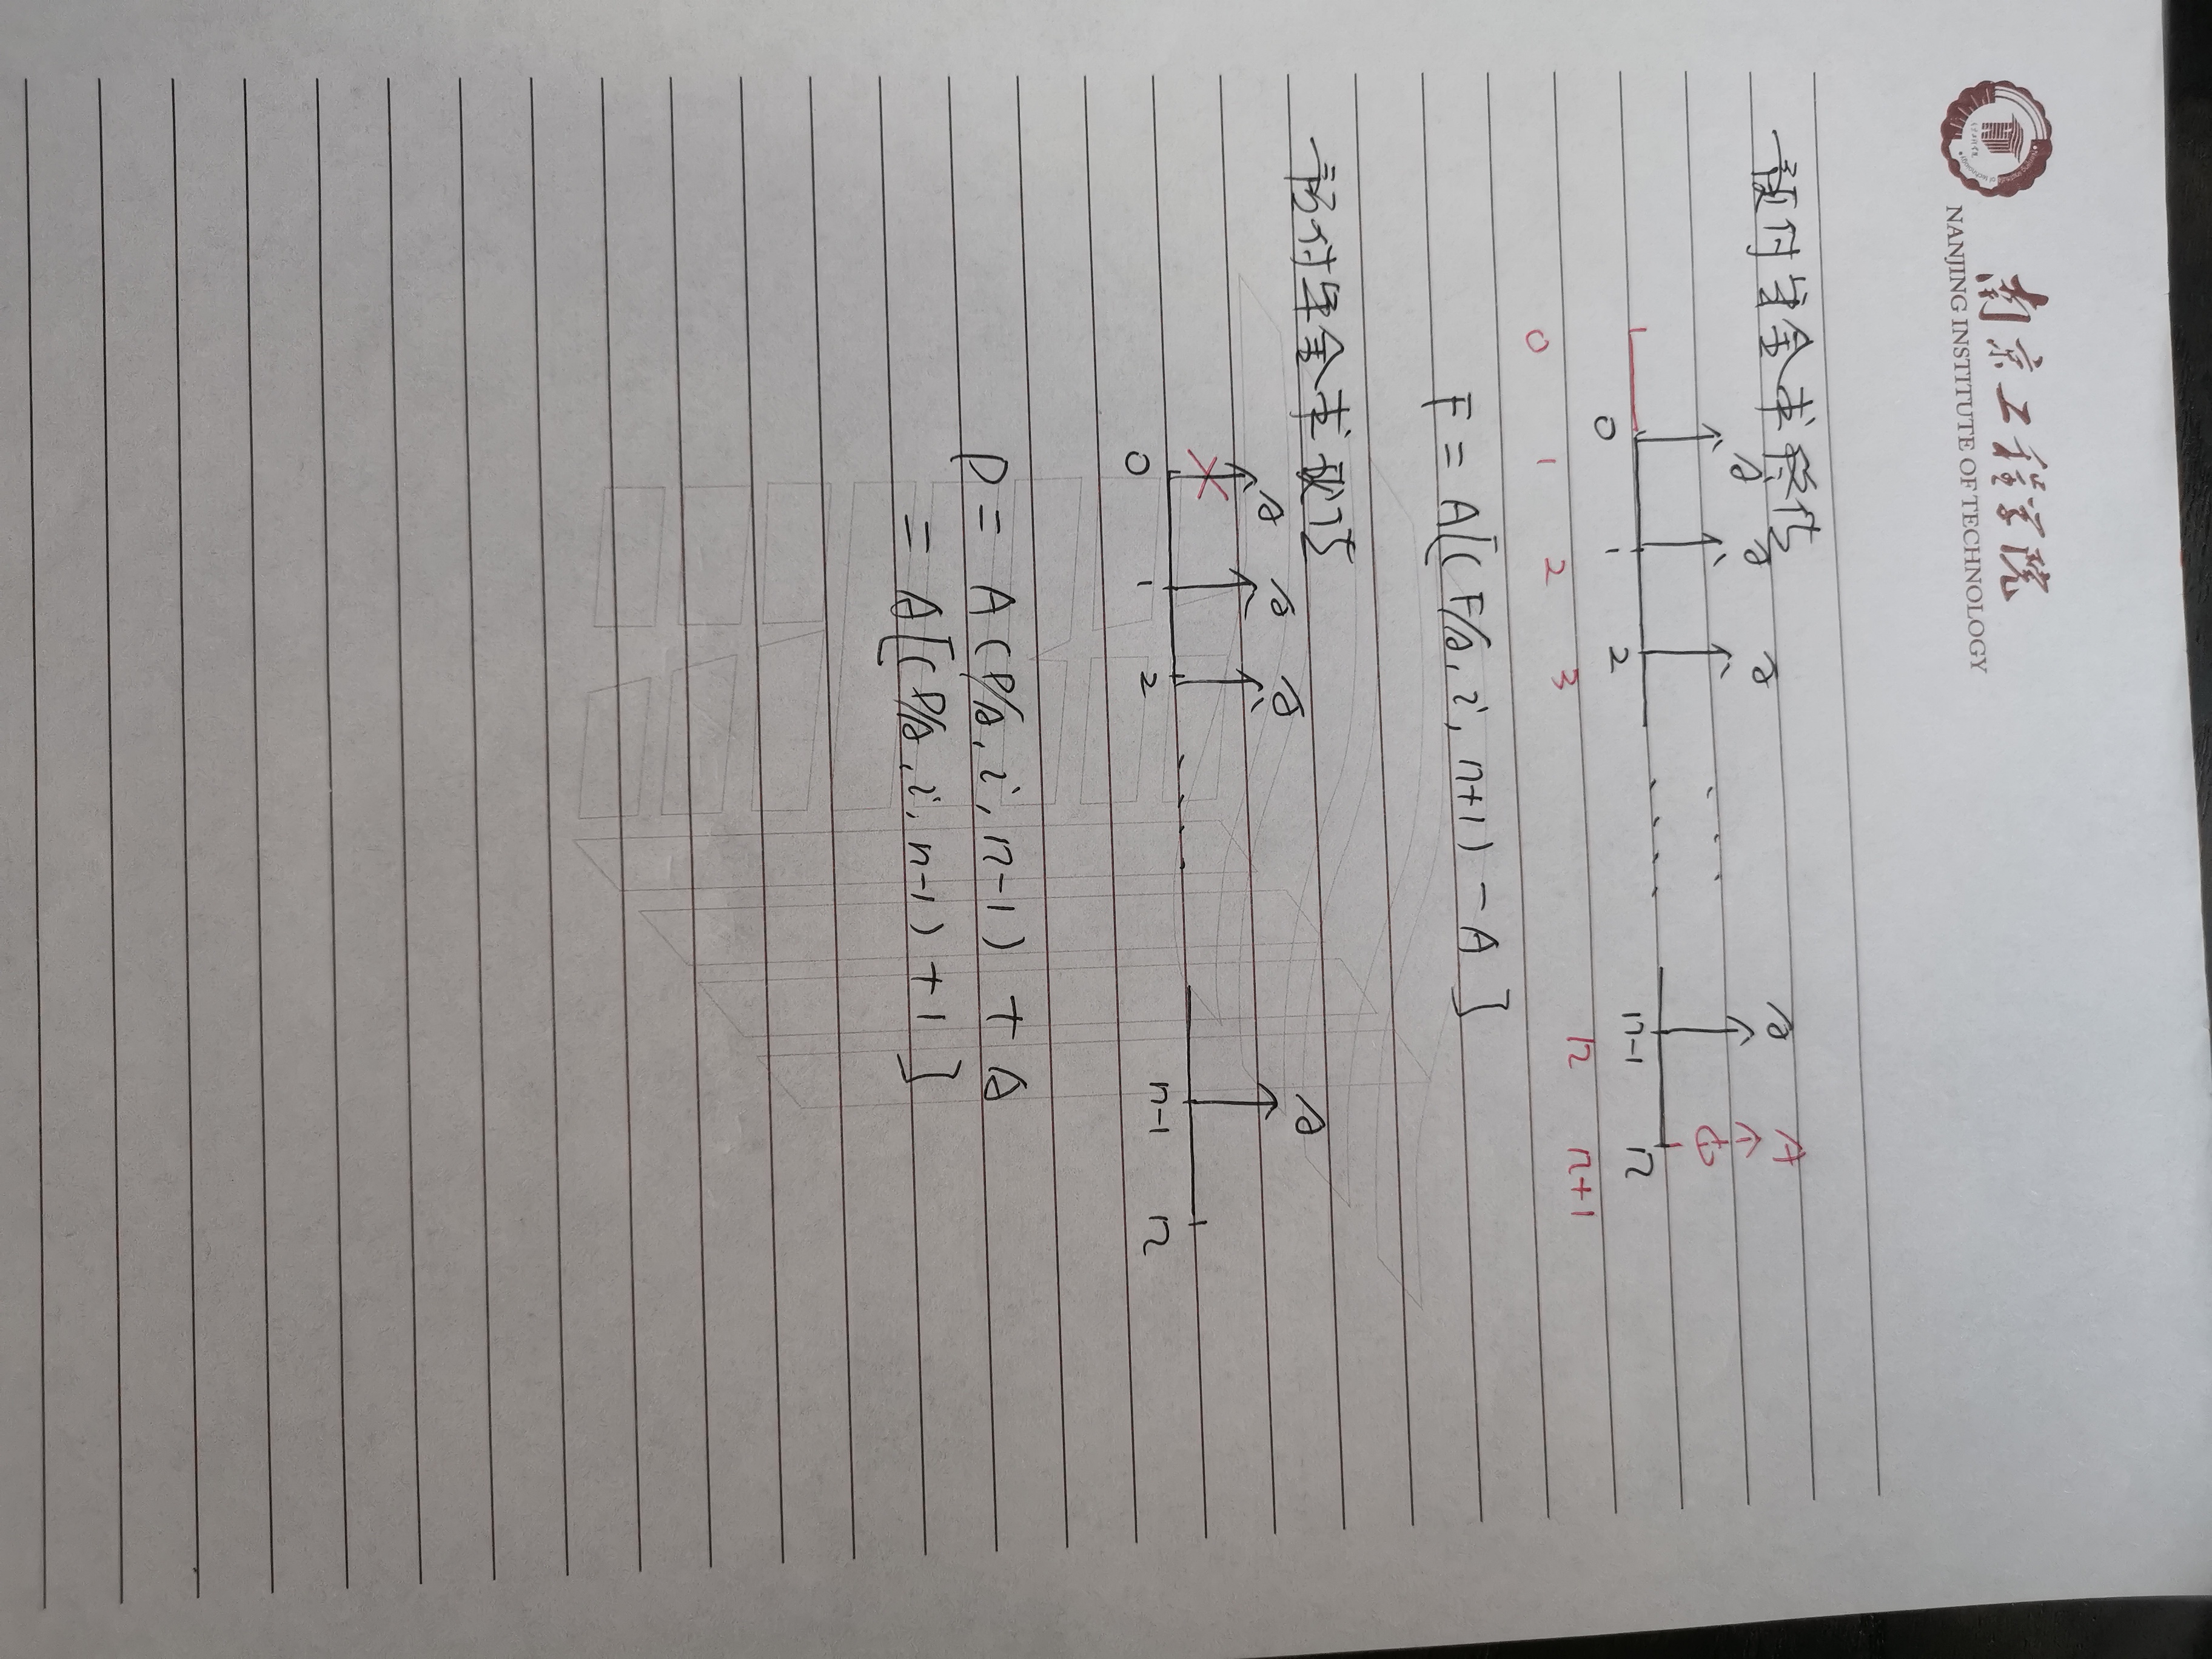 南京工程学院
NANJING INSTITUTE OF TECHNOLOGY
预付年金求终值
A A A A A
0 1 2 n-1 n
0 1 2 3 n n+1
F = A[(F/A, i, n+1) - A ]
预付年金求现值
A A A A
0 1 2 n-1 n
P = A(P/A, i, n-1) + A
= A[(P/A, i, n-1) + 1 ]